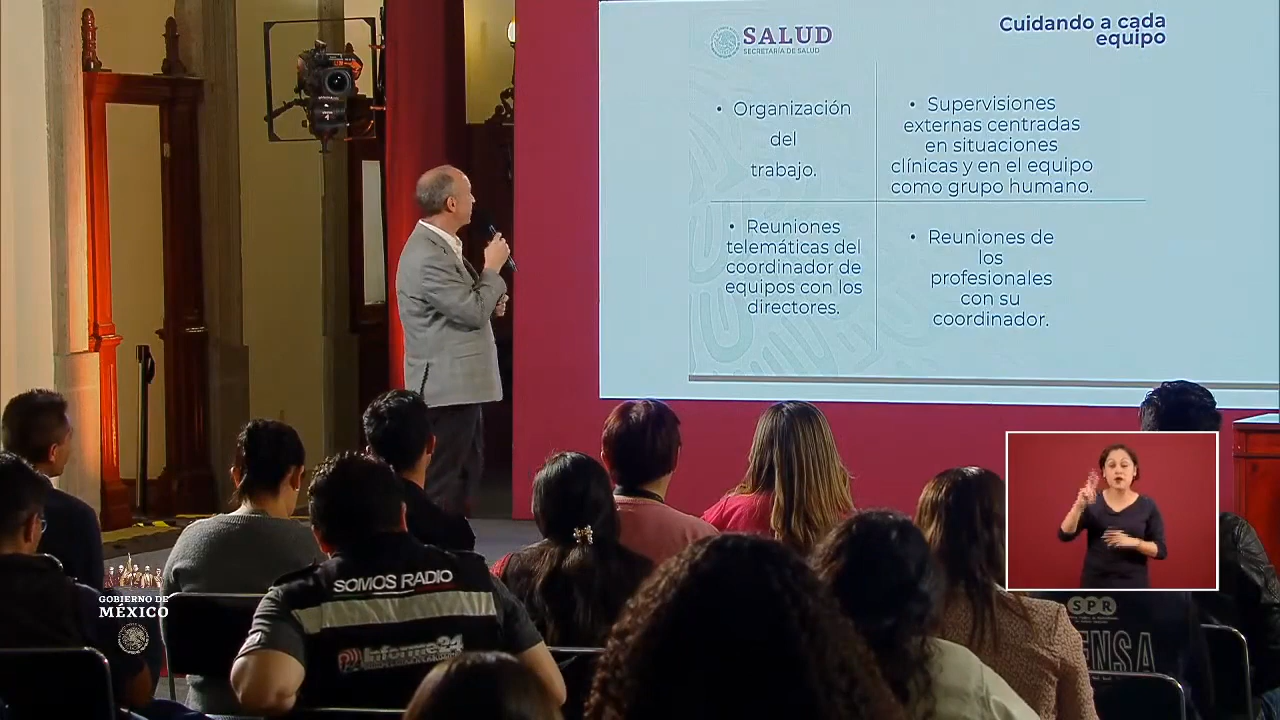 SALUD
SECRETARÍA DE SALUD
Cuidando a cada
equipo
• Organización
del
trabajo.
• Supervisiones
externas centradas
en situaciones
clínicas y en el equipo
como grupo humano.
• Reuniones
telemáticas del
coordinador de
equipos con los
directores.
• Reuniones de
los
profesionales
con su
coordinador.
SOMOS RADIO
Informe24
GOBIERNO DE
MÉXICO
SPR
ENSA